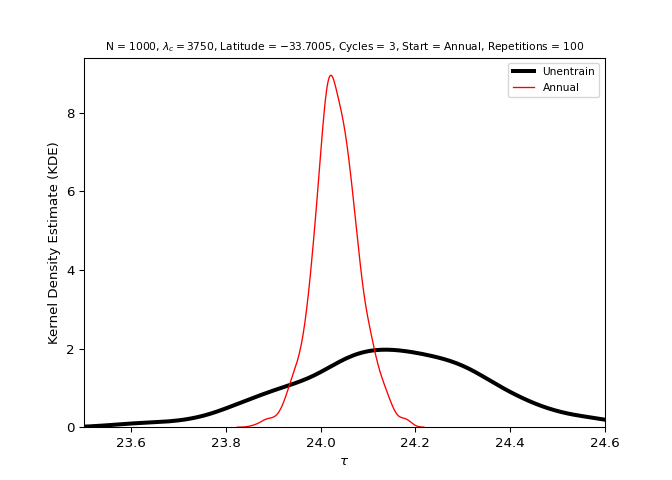 N = 1000, λc = 3750, Latitude = −33.7005, Cycles = 3, Start = Annual, Repetitions = 100
Unentrain
Annual
Kernel Density Estimate (KDE)
8
6
4
2
0
23.6 23.8 24.0 24.2 24.4 24.6
τ